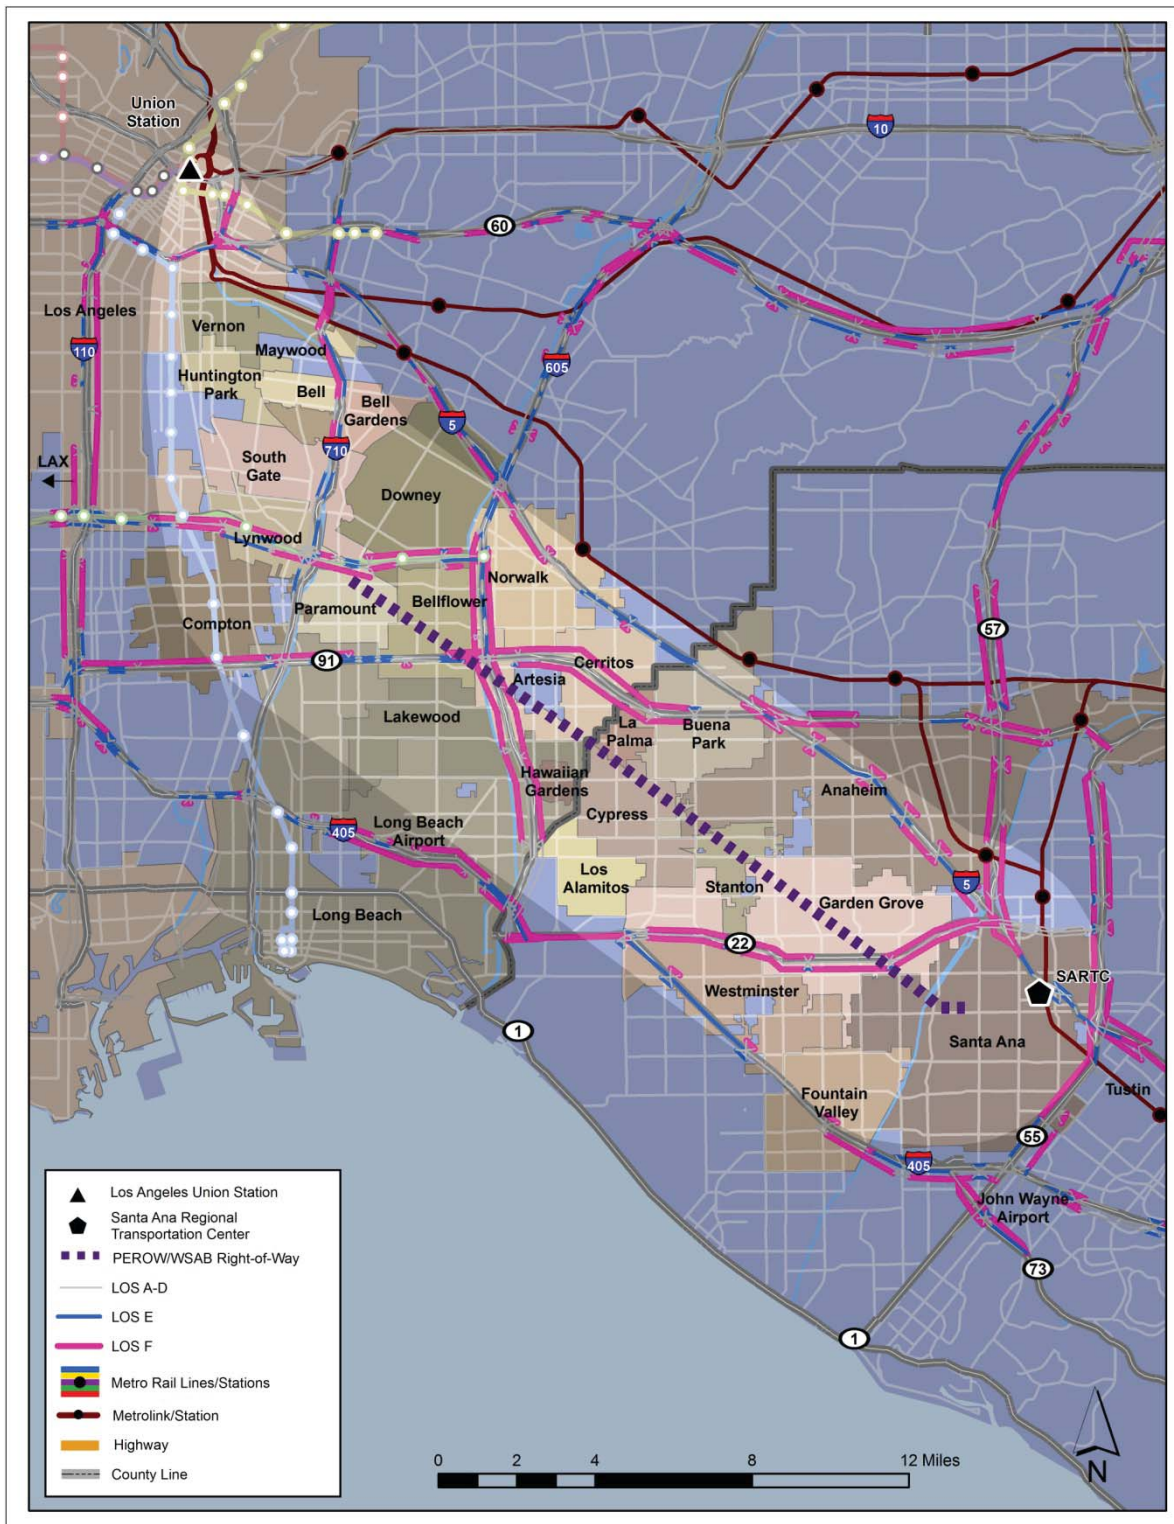 Union
Station
10
60
Los Angeles
Vernon
110
Maywood
605
Huntington
Park
Bell
Bell
Gardens
5
710
LAX
South
Gate
Downey
Lynwood
Norwalk
Paramount
Bellflower
Compton
57
91
Cerritos
Artesia
Lakewood
La
Palma
Buena
Park
Hawaiian
Gardens
Anaheim
Cypress
405
Long Beach
Airport
Los
Alamitos
Stanton
5
Garden Grove
Long Beach
22
SARTC
Westminster
1
Santa Ana
Fountain
Valley
Tustin
55
405
John Wayne
Airport
73
1
Los Angeles Union Station
Santa Ana Regional
Transportation Center
PEROW/WSAB Right-of-Way
LOS A-D
LOS E
LOS F
Metro Rail Lines/Stations
Metrolink/Station
Highway
County Line
0 2 4 8 12 Miles
N